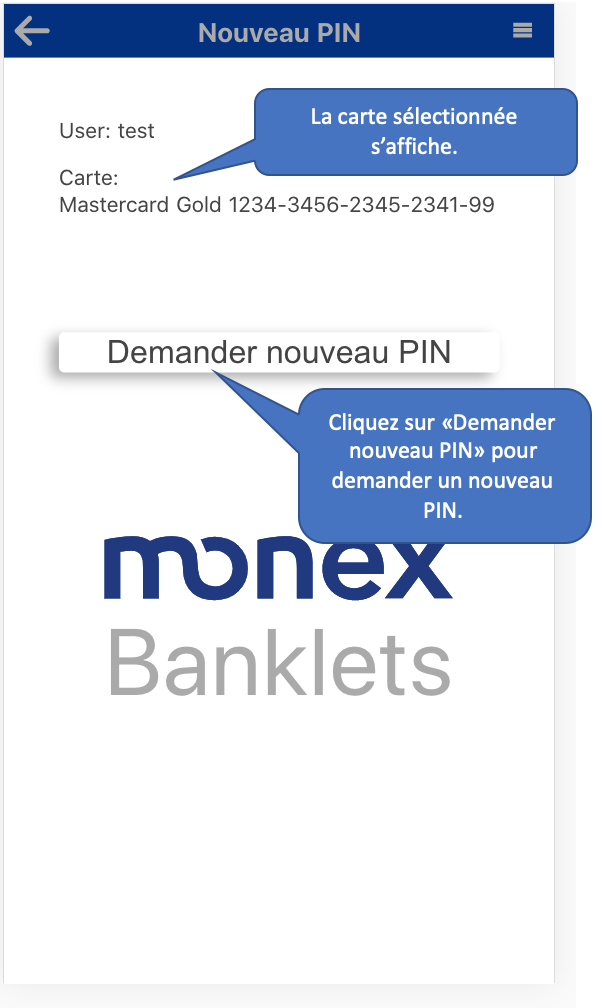 Nouveau PIN
La carte sélectionnée
s’affiche.
User: test
Carte:
Mastercard Gold 1234-3456-2345-2341-99
Demander nouveau PIN
Cliquez sur «Demander
nouveau PIN» pour
demander un nouveau
PIN.
monex
Banklets